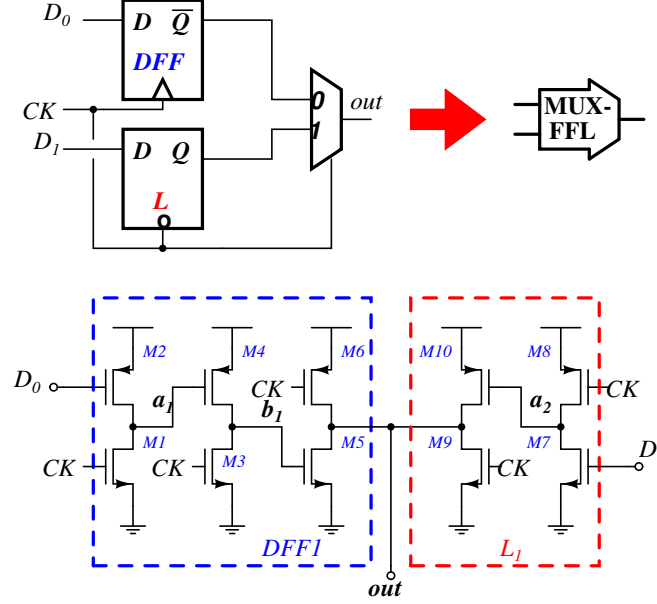 D0 D Q̅
DFF
CK 0 out MUX-
D1 D Q 1 FFL
L
M2 M4 M6 M10 M8
D0 a1 CK b1 a2 CK
M1 M5 M9 M7
CK CK M3 CK D
DFF1 L1
out